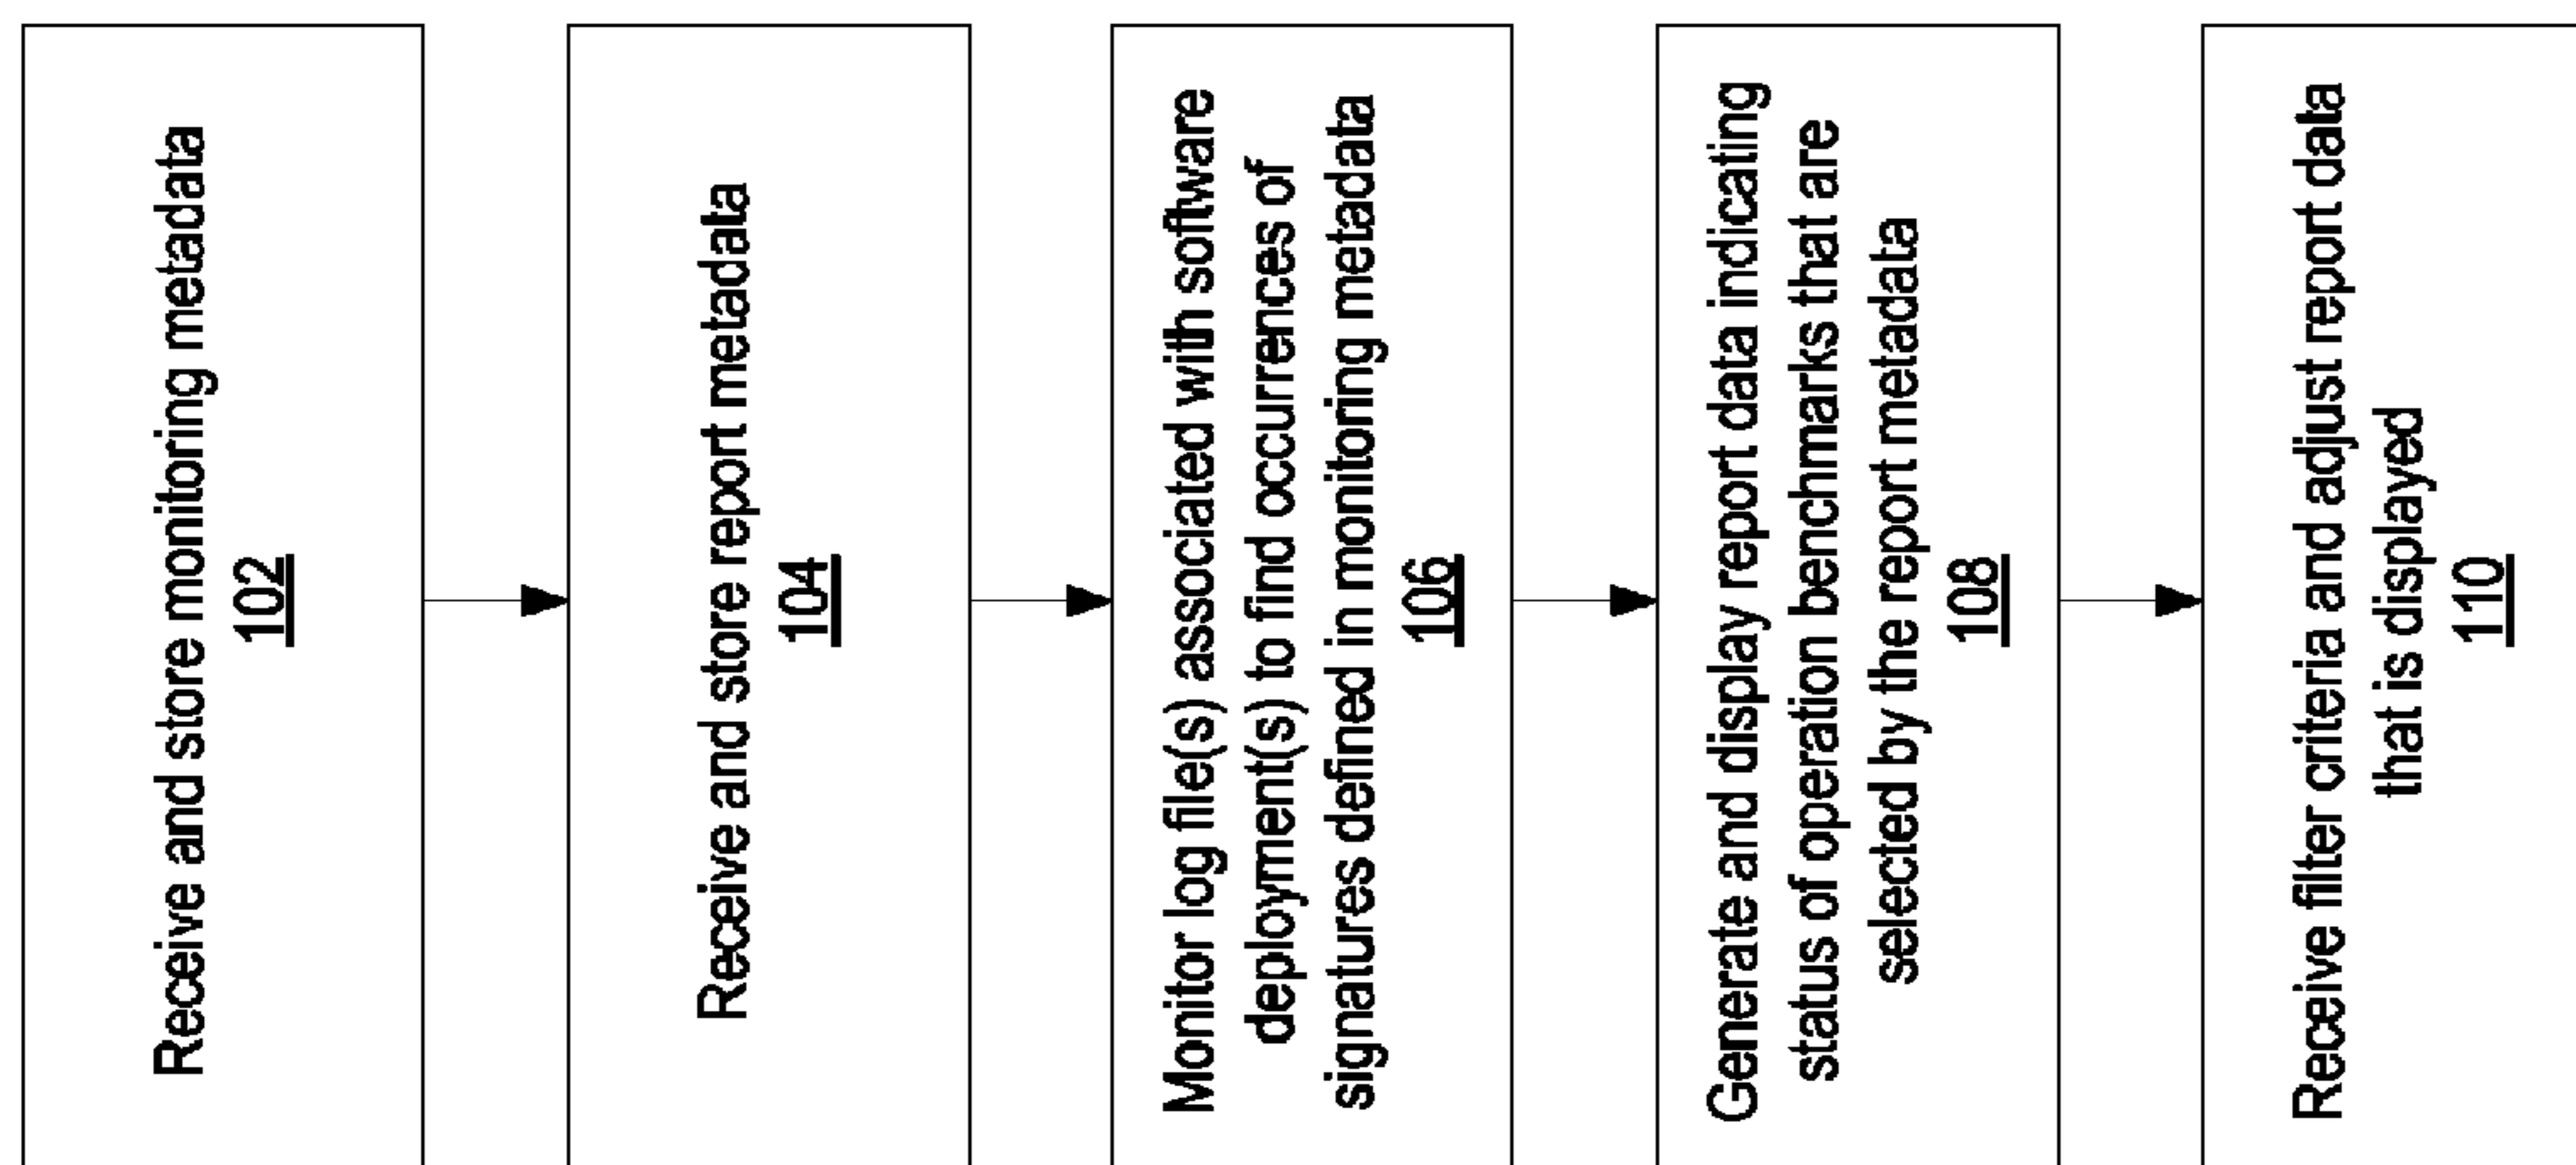 Receive and store monitoring metadata
102
Receive and store report metadata
104
Monitor log file(s) associated with software
deployment(s) to find occurrences of
signatures defined in monitoring metadata
106
Generate and display report data indicating
status of operation benchmarks that are
selected by the report metadata
108
Receive filter criteria and adjust report data
that is displayed
110